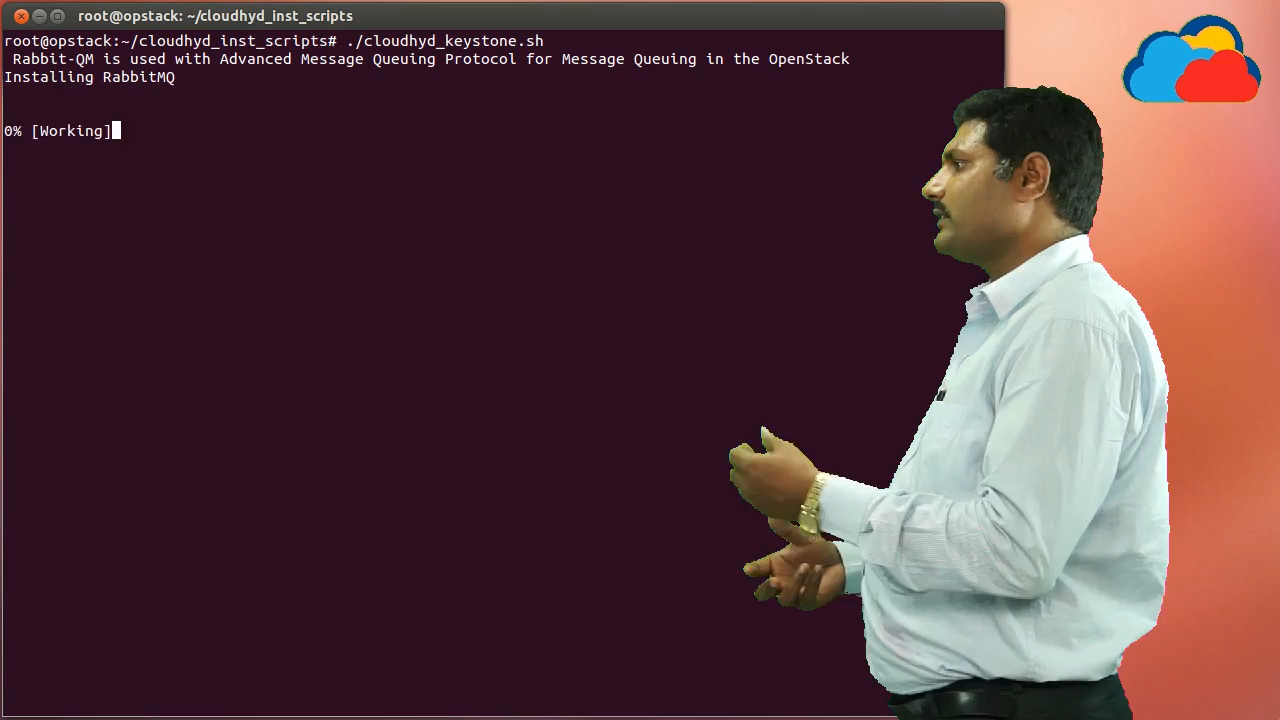 root@opstack: ~/cloudhyd_inst_scripts
root@opstack:~/cloudhyd_inst_scripts# ./cloudhyd_keystone.sh
Rabbit-QM is used with Advanced Message Queuing Protocol for Message Queuing in the OpenStack
Installing RabbitMQ
0% [Working]